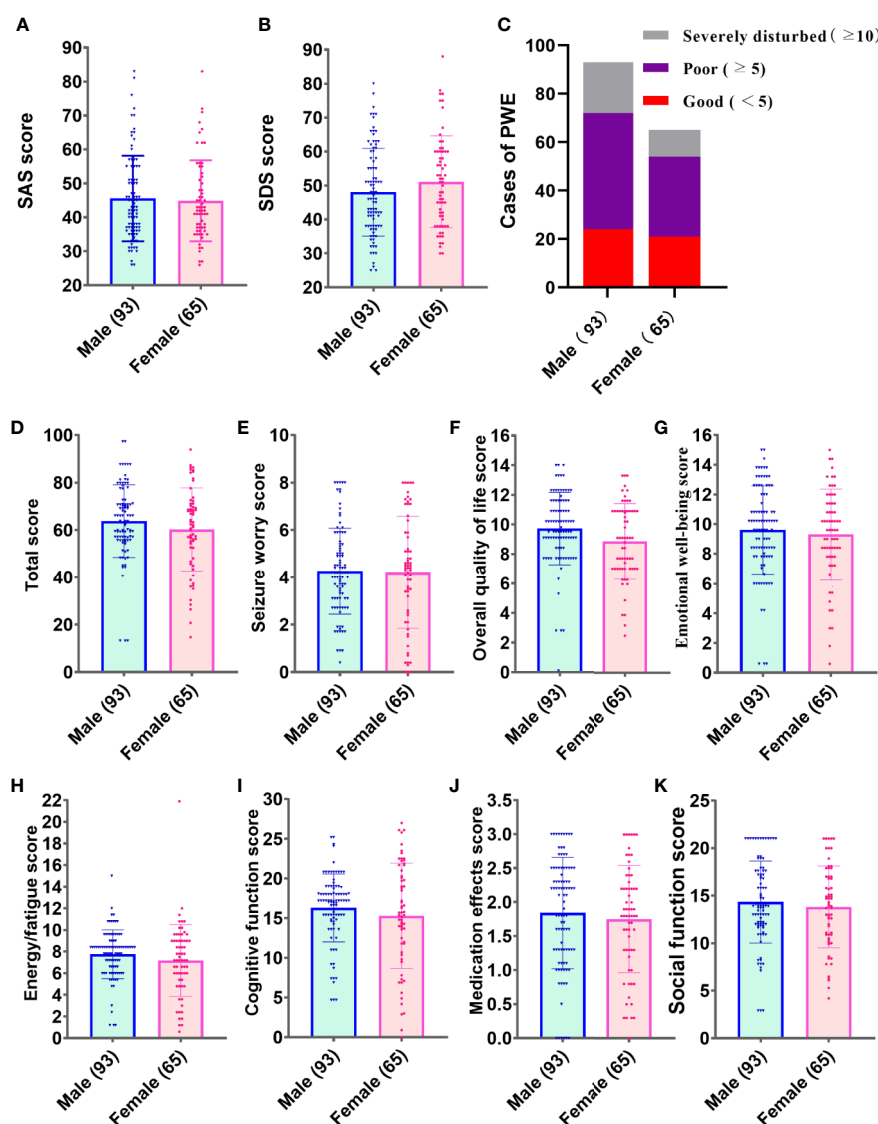 A
SAS score
90
80
70
60
50
40
30
20
Male (93)
Female (65)
B
SDS score
90
80
70
60
50
40
30
20
Male (93)
Female (65)
C
Cases of PWE
100
80
60
40
20
0
Male（ 93）
Female（ 65）
Severely disturbed（ ≥10）
Poor（ ≥ 5）
Good（ < 5）
D
Total score
100
80
60
40
20
0
Male (93)
Female (65)
E
Seizure worry score
10
8
6
4
2
0
Male (93)
Female (65)
F
Overall quality of life score
16
14
12
10
8
6
4
2
0
Male (93)
Female (65)
G
Emotional well-being score
16
14
12
10
8
6
4
2
0
Male (93)
Female (65)
H
Energy/fatigue score
22
20
18
16
14
12
10
8
6
4
2
0
Male (93)
Female (65)
I
Cognitive function score
30
25
20
15
10
5
0
Male (93)
Female (65)
J
Medication effects score
3.5
3.0
2.5
2.0
1.5
1.0
0.5
0.0
Male (93)
Female (65)
K
Social function score
25
20
15
10
5
0
Male (93)
Female (65)